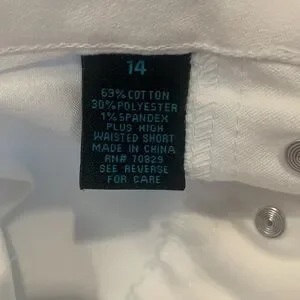 14
69% COTTON
30% POLYESTER
1% SPANDEX
PLUS HIGH
WAISTED SHORT
MADE IN CHINA
RN# 70829
SEE REVERSE
FOR CARE